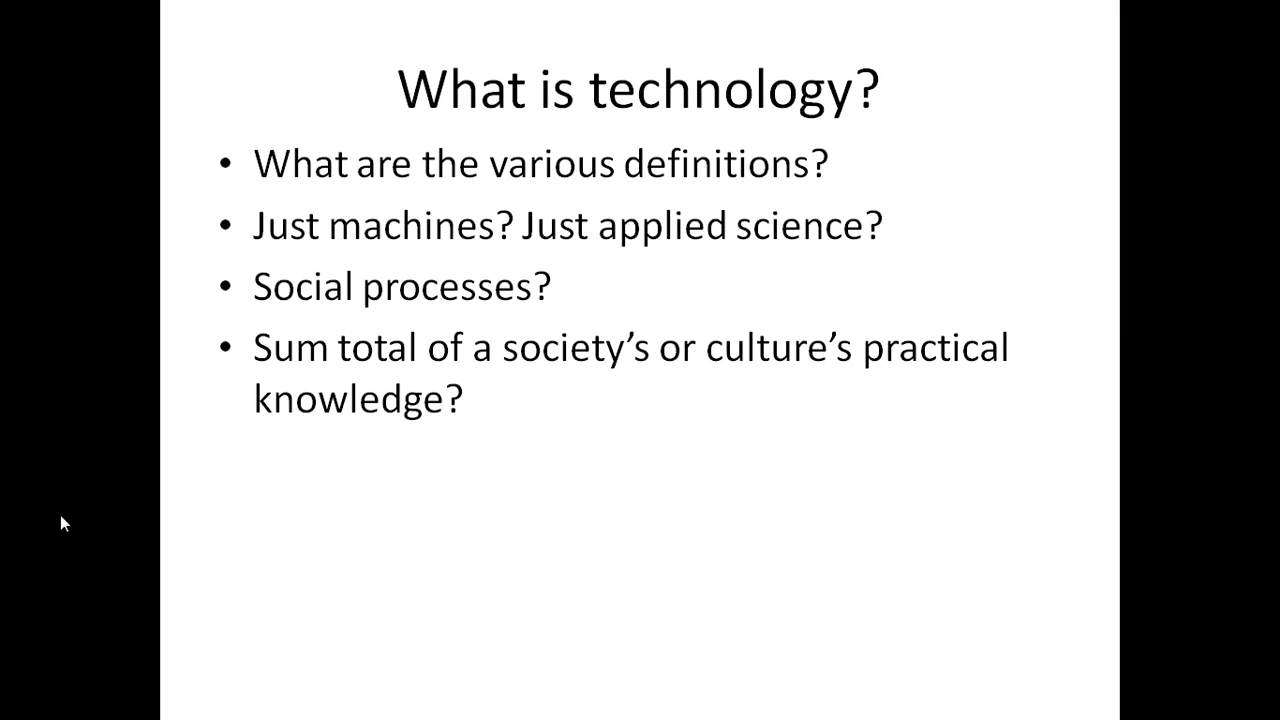 What is technology?
• What are the various definitions?
• Just machines? Just applied science?
• Social processes?
• Sum total of a society’s or culture’s practical
knowledge?